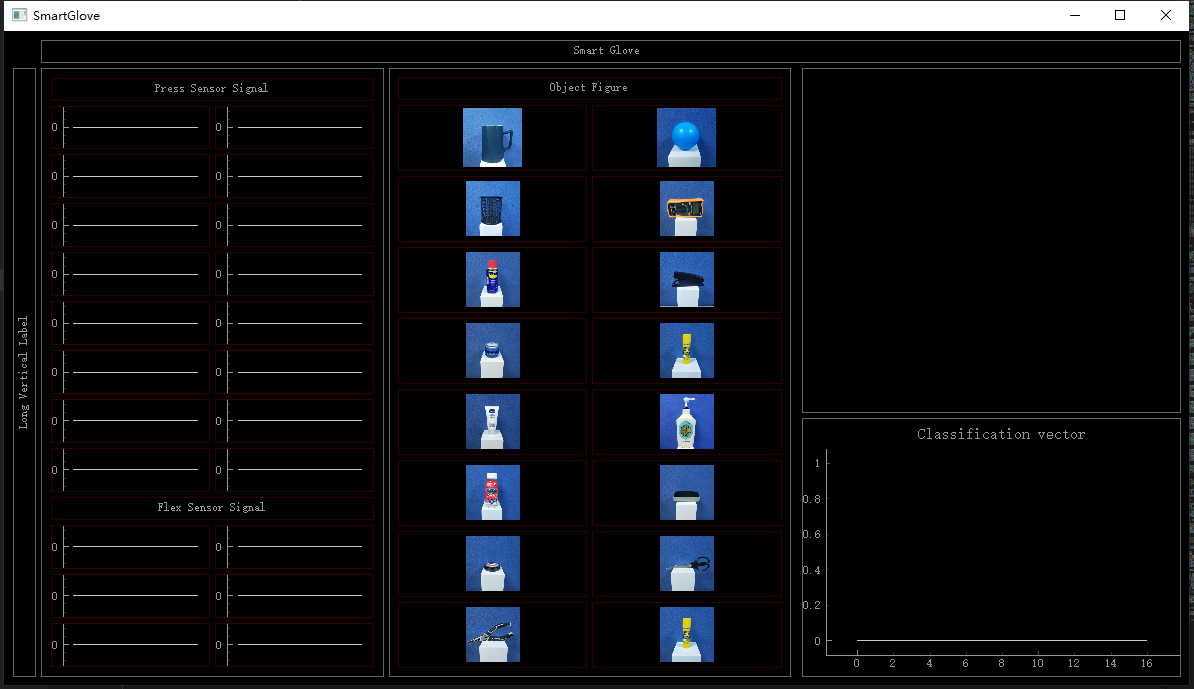 SmartGlove
Smart Glove
Long Vertical Label
Press Sensor Signal
0 0
0 0
0 0
0 0
0 0
0 0
0 0
0 0
Flex Sensor Signal
0 0
0 0
0 0
Object Figure
Classification vector
1
0.8
0.6
0.4
0.2
0
0 2 4 6 8 10 12 14 16